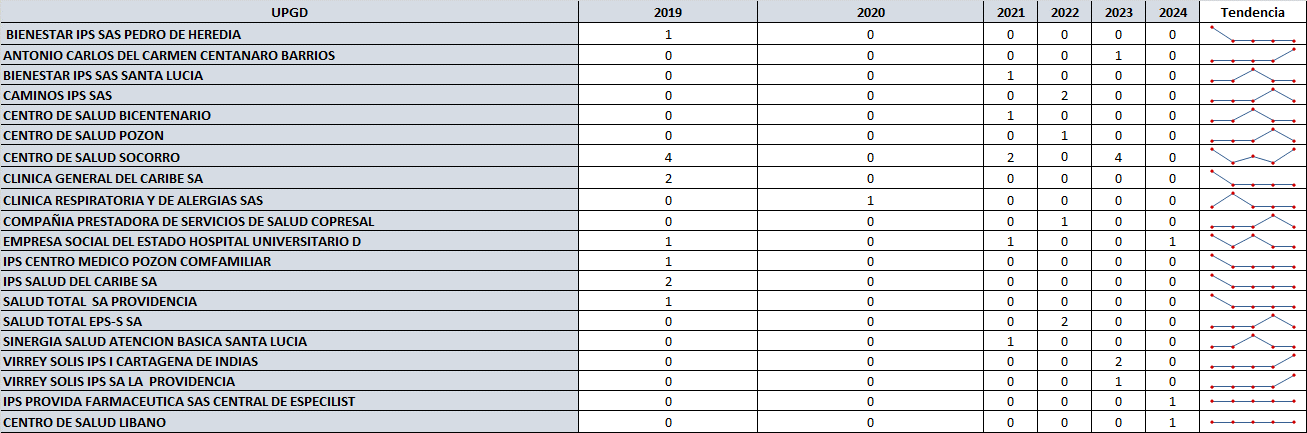 UPGD 2019 2020 2021 2022 2023 2024 Tendencia
BIENESTAR IPS SAS PEDRO DE HEREDIA 1 0 0 0 0 0
ANTONIO CARLOS DEL CARMEN CENTANARO BARRIOS 0 0 0 0 1 0
BIENESTAR IPS SAS SANTA LUCIA 0 0 1 0 0 0
CAMINOS IPS SAS 0 0 0 2 0 0
CENTRO DE SALUD BICENTENARIO 0 0 1 0 0 0
CENTRO DE SALUD POZON 0 0 0 1 0 0
CENTRO DE SALUD SOCORRO 4 0 2 0 4 0
CLINICA GENERAL DEL CARIBE SA 2 0 0 0 0 0
CLINICA RESPIRATORIA Y DE ALERGIAS SAS 0 1 0 0 0 0
COMPAÑIA PRESTADORA DE SERVICIOS DE SALUD COPRESAL 0 0 0 1 0 0
EMPRESA SOCIAL DEL ESTADO HOSPITAL UNIVERSITARIO D 1 0 1 0 0 1
IPS CENTRO MEDICO POZON COMFAMILIAR 1 0 0 0 0 0
IPS SALUD DEL CARIBE SA 2 0 0 0 0 0
SALUD TOTAL SA PROVIDENCIA 1 0 0 0 0 0
SALUD TOTAL EPS-S SA 0 0 0 2 0 0
SINERGIA SALUD ATENCION BASICA SANTA LUCIA 0 0 1 0 0 0
VIRREY SOLIS IPS I CARTAGENA DE INDIAS 0 0 0 0 2 0
VIRREY SOLIS IPS SA LA PROVIDENCIA 0 0 0 0 1 0
IPS PROVIDA FARMACEUTICA SAS CENTRAL DE ESPECILIST 0 0 0 0 0 1
CENTRO DE SALUD LIBANO 0 0 0 0 0 1